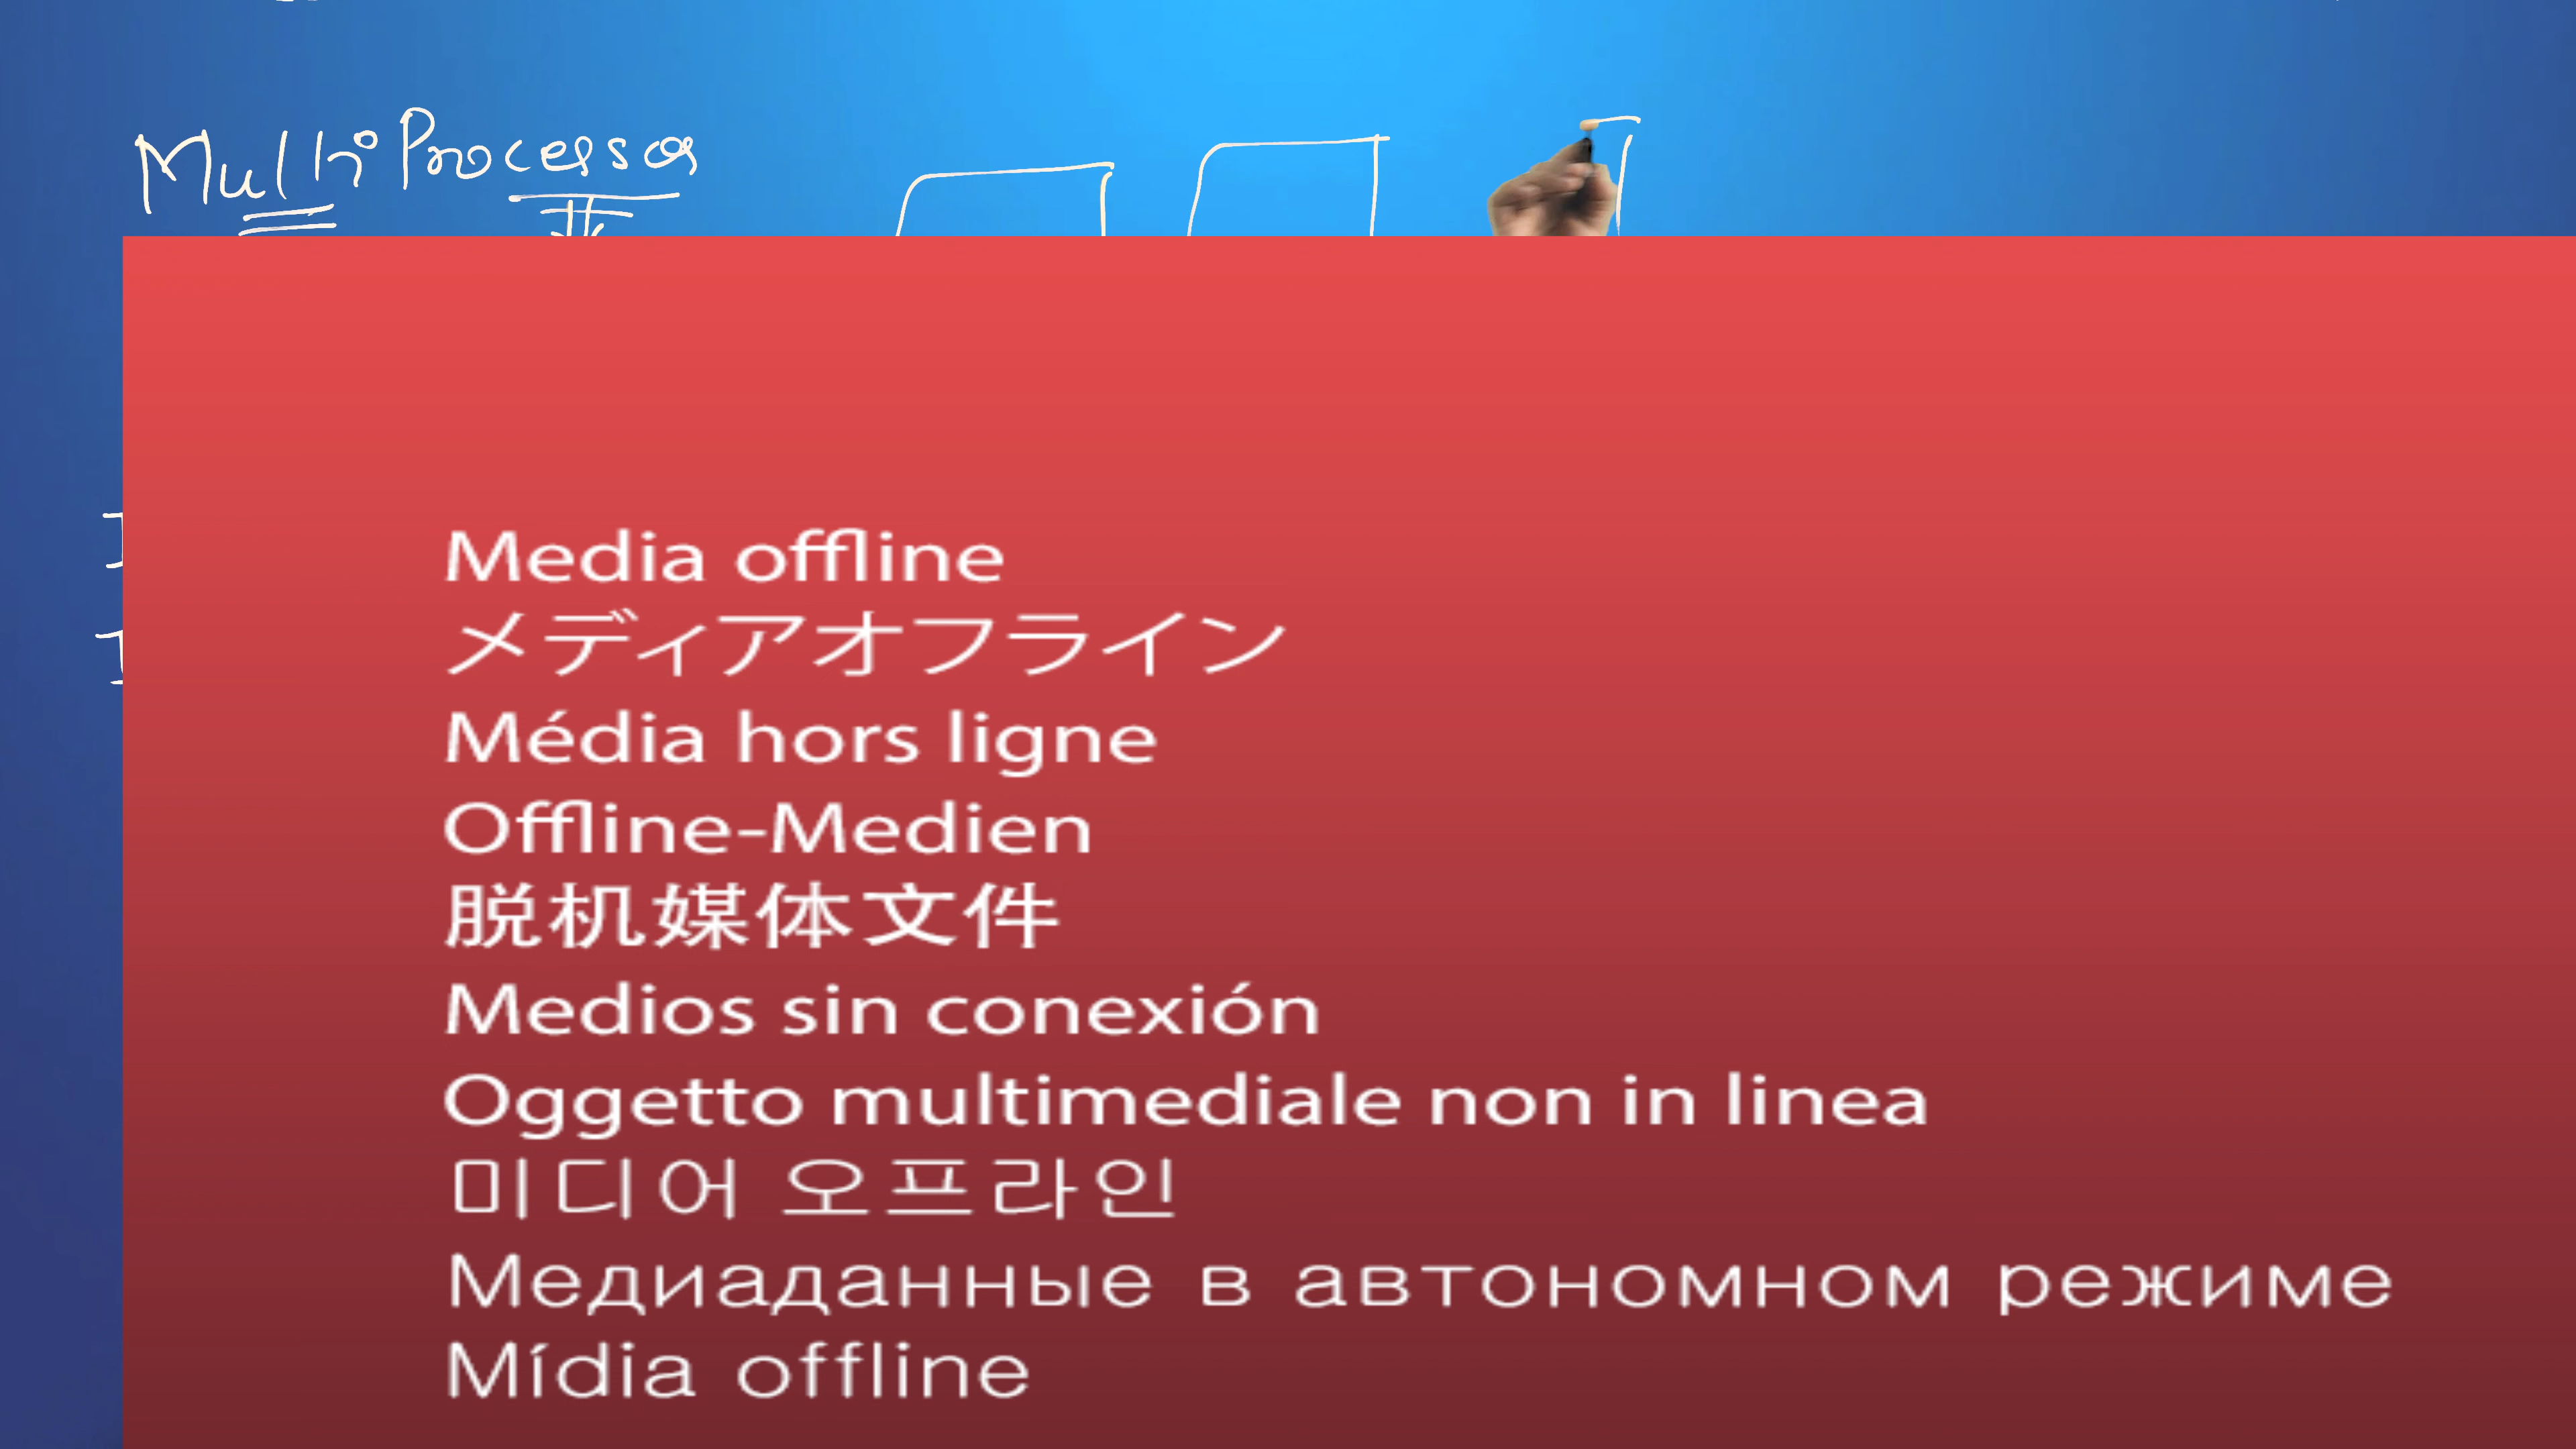 Multi Processor
Media offline
メディアオフライン
Média hors ligne
Offline-Medien
脱机媒体文件
Medios sin conexión
Oggetto multimediale non in linea
미디어 오프라인
Медиаданные в автономном режиме
Mídia offline